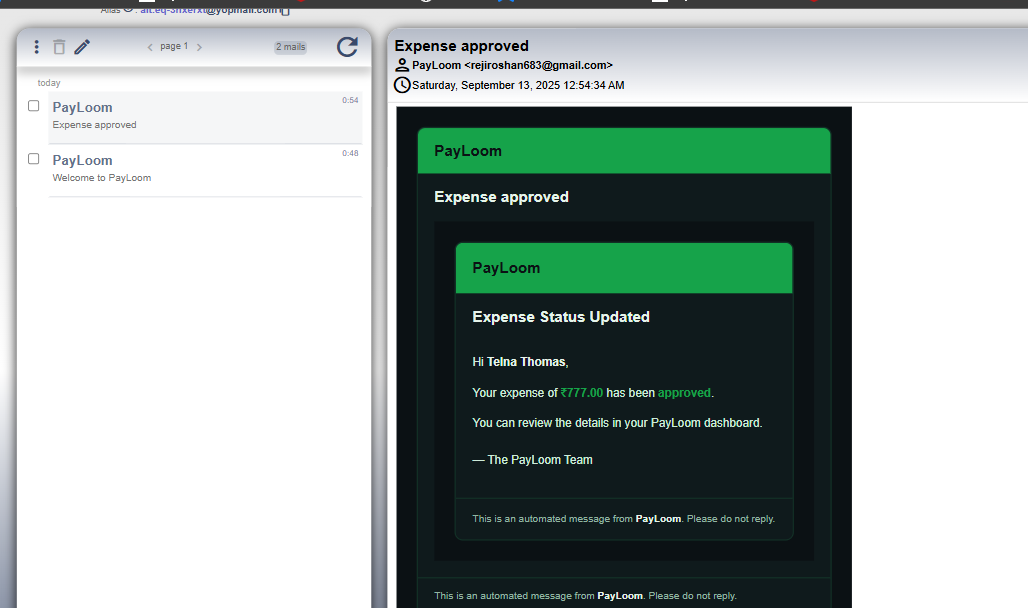 Alias : alt.eq-3hxerxt@yopmail.com
page 1
2 mails
today
PayLoom
0:54
Expense approved
PayLoom
0:48
Welcome to PayLoom
Expense approved
PayLoom <rejiroshan683@gmail.com>
Saturday, September 13, 2025 12:54:34 AM
PayLoom
Expense approved
PayLoom
Expense Status Updated
Hi Telna Thomas,
Your expense of ₹777.00 has been approved.
You can review the details in your PayLoom dashboard.
— The PayLoom Team
This is an automated message from PayLoom. Please do not reply.
This is an automated message from PayLoom. Please do not reply.